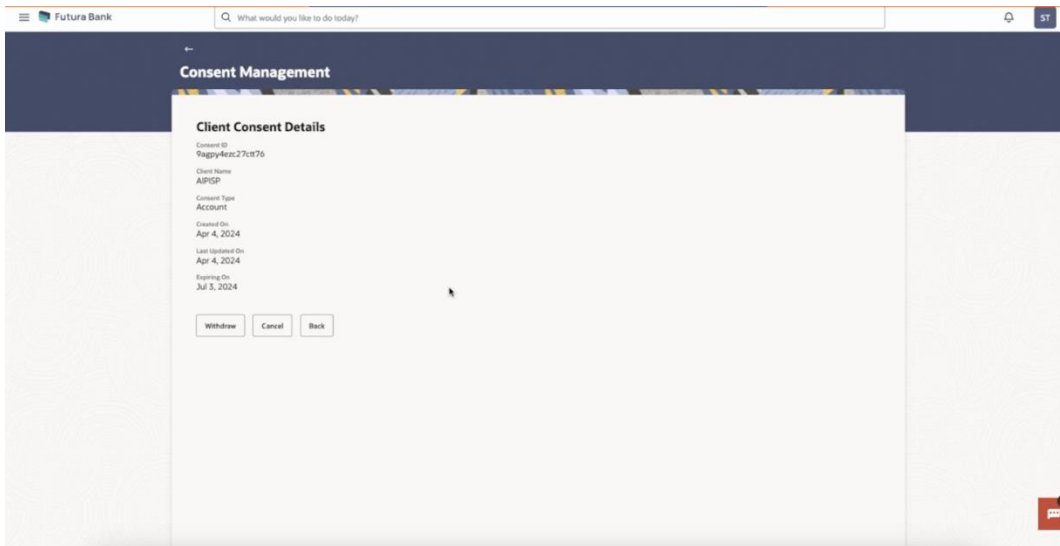 Futura Bank
What would you like to do today?
ST
Consent Management
Client Consent Details
Consent ID
9agpy4ezc27ctt76
Client Name
AIPISP
Consent Type
Account
Created On
Apr 4, 2024
Last Updated On
Apr 4, 2024
Expiring On
Jul 3, 2024
Withdraw Cancel Back